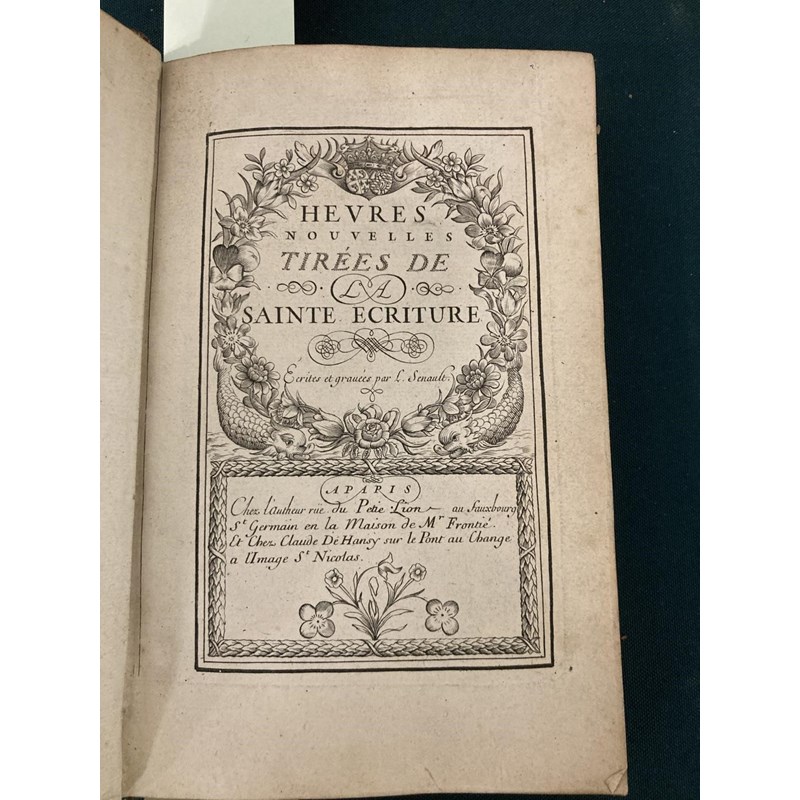 HEVRES
NOUVELLES
TIRÉES DE
LA
SAINTE ECRITURE
Ecrites et grauées par L. Senault.
A PARIS
Chez l'autheur rüe du Petit Lion au fauxbourg
St Germain en la Maison de Mr Frontié.
Et Chez Claude De Hansy sur le Pont au Change
a l'Image St Nicolas.